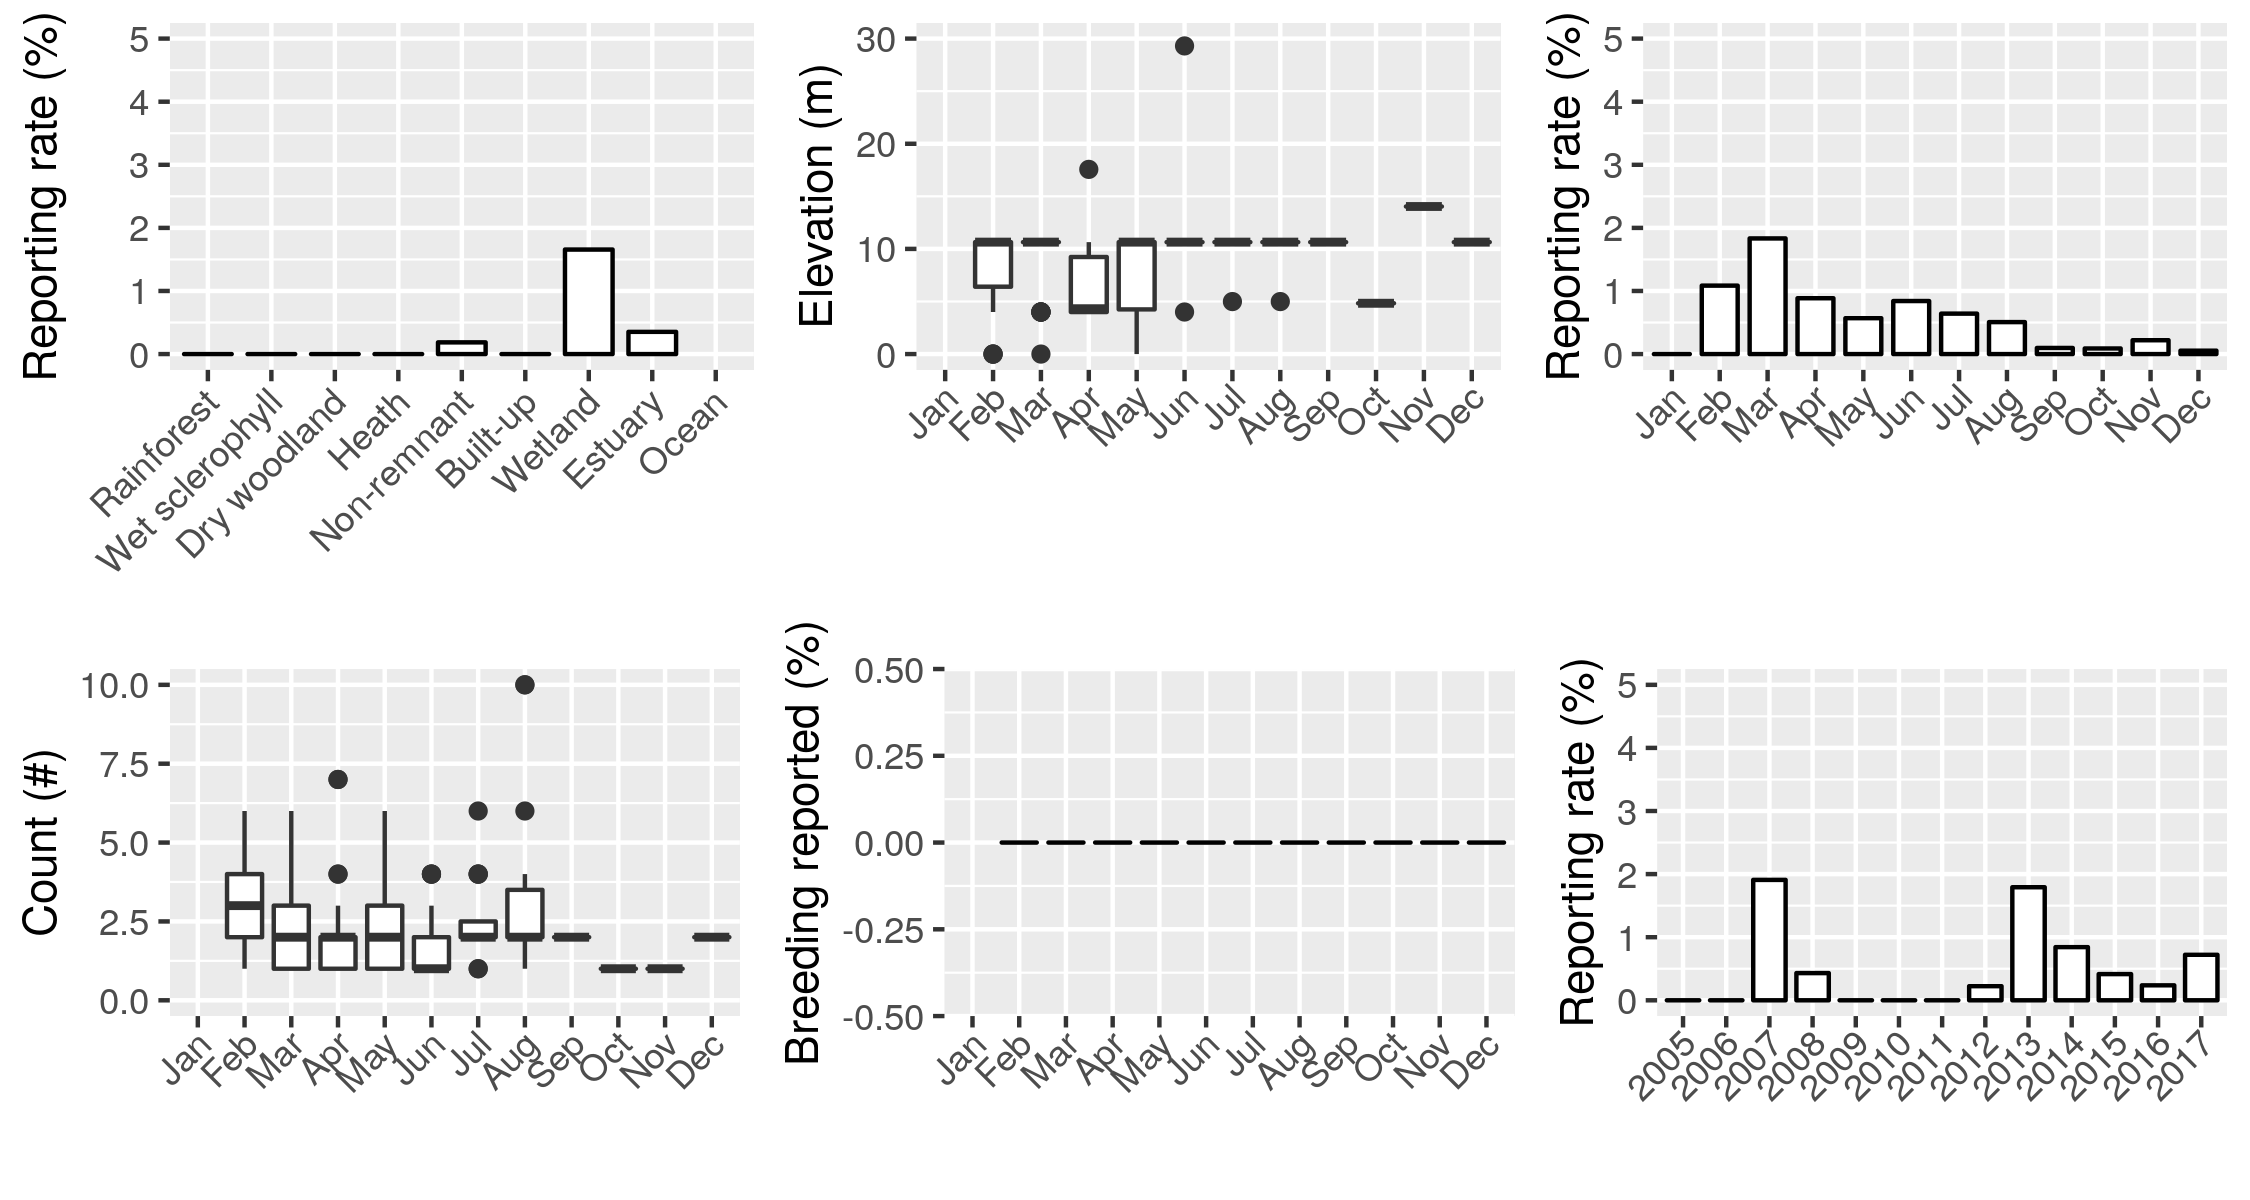 Reporting rate (%)
5
4
3
2
1
0
Rainforest
Wet sclerophyll
Dry woodland
Heath
Non-remnant
Built-up
Wetland
Estuary
Ocean
Elevation (m)
30
20
10
0
Jan
Feb
Mar
Apr
May
Jun
Jul
Aug
Sep
Oct
Nov
Dec
Reporting rate (%)
5
4
3
2
1
0
Jan
Feb
Mar
Apr
May
Jun
Jul
Aug
Sep
Oct
Nov
Dec
Count (#)
10.0
7.5
5.0
2.5
0.0
Jan
Feb
Mar
Apr
May
Jun
Jul
Aug
Sep
Oct
Nov
Dec
Breeding reported (%)
0.50
0.25
0.00
-0.25
-0.50
Jan
Feb
Mar
Apr
May
Jun
Jul
Aug
Sep
Oct
Nov
Dec
Reporting rate (%)
5
4
3
2
1
0
2005
2006
2007
2008
2009
2010
2011
2012
2013
2014
2015
2016
2017